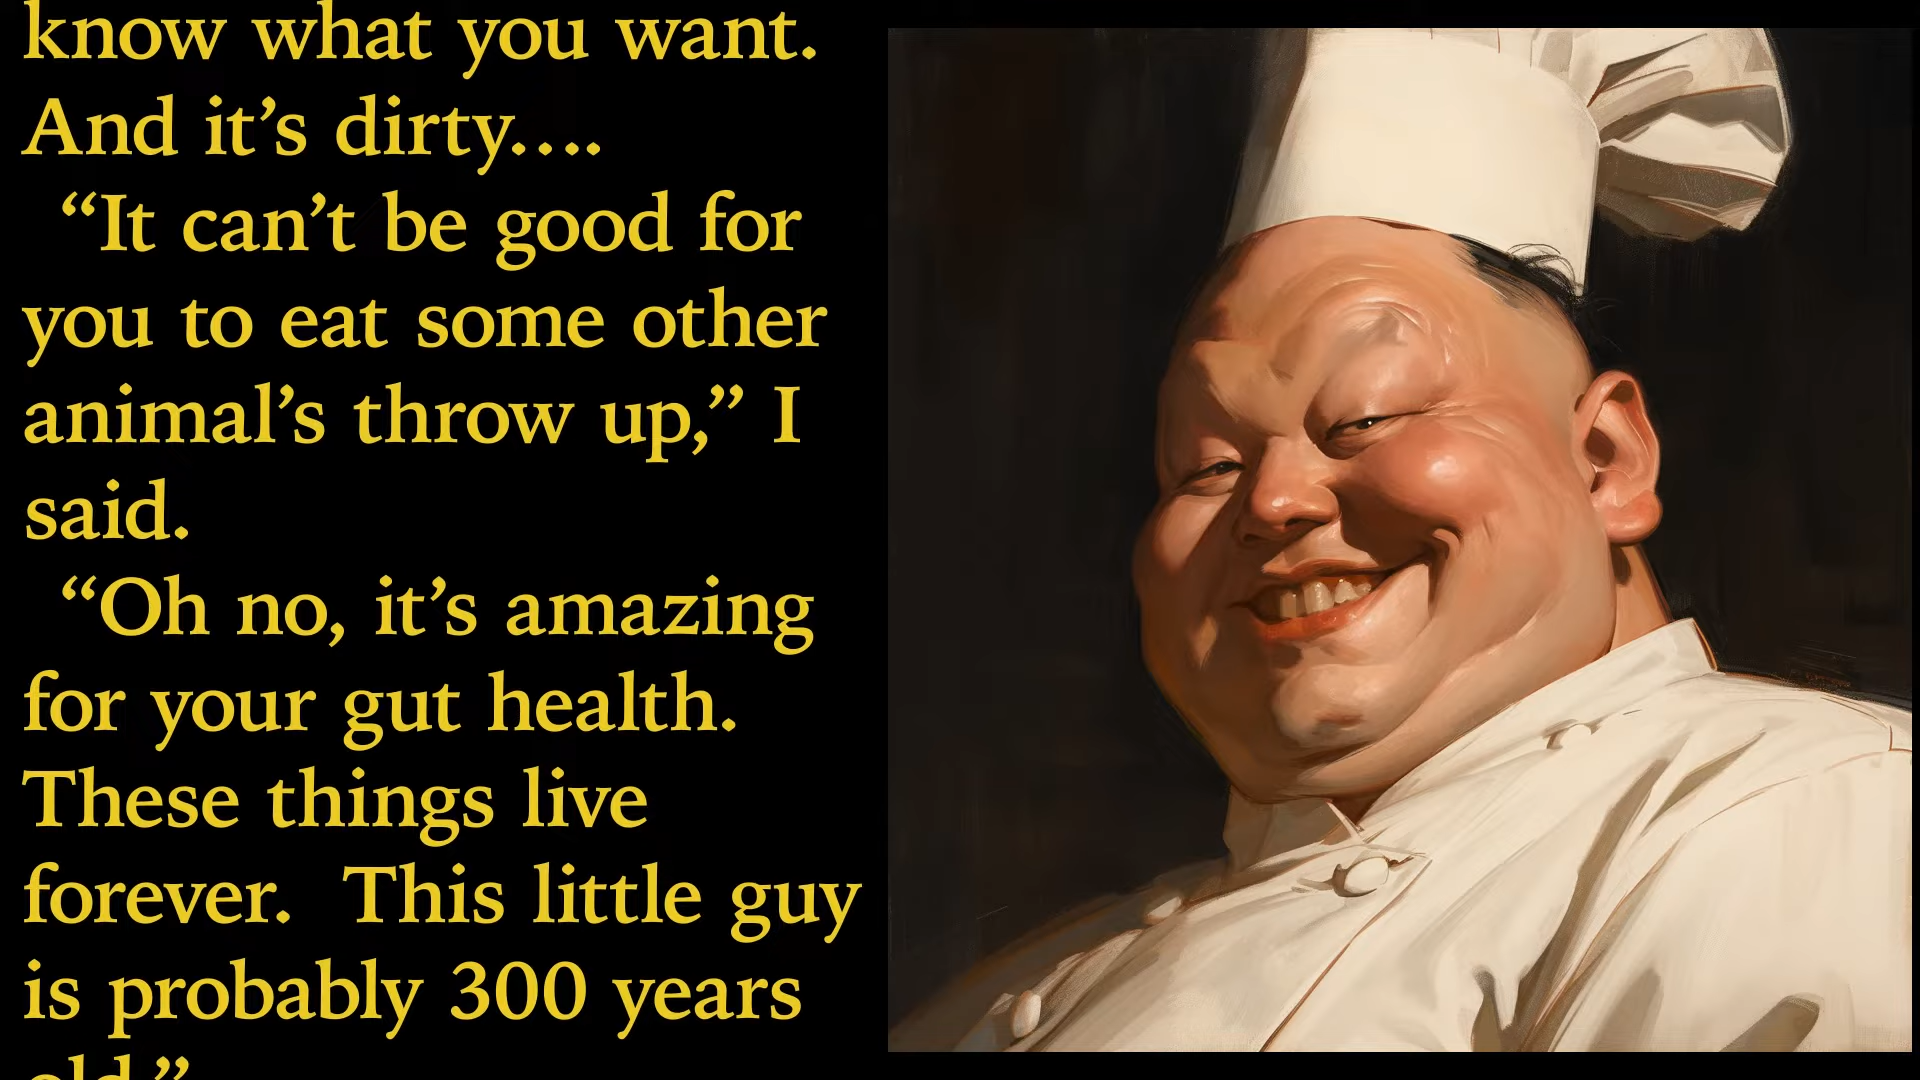 know what you want.
And it’s dirty….
“It can’t be good for
you to eat some other
animal’s throw up,” I
said.
“Oh no, it’s amazing
for your gut health.
These things live
forever.  This little guy
is probably 300 years
old.”